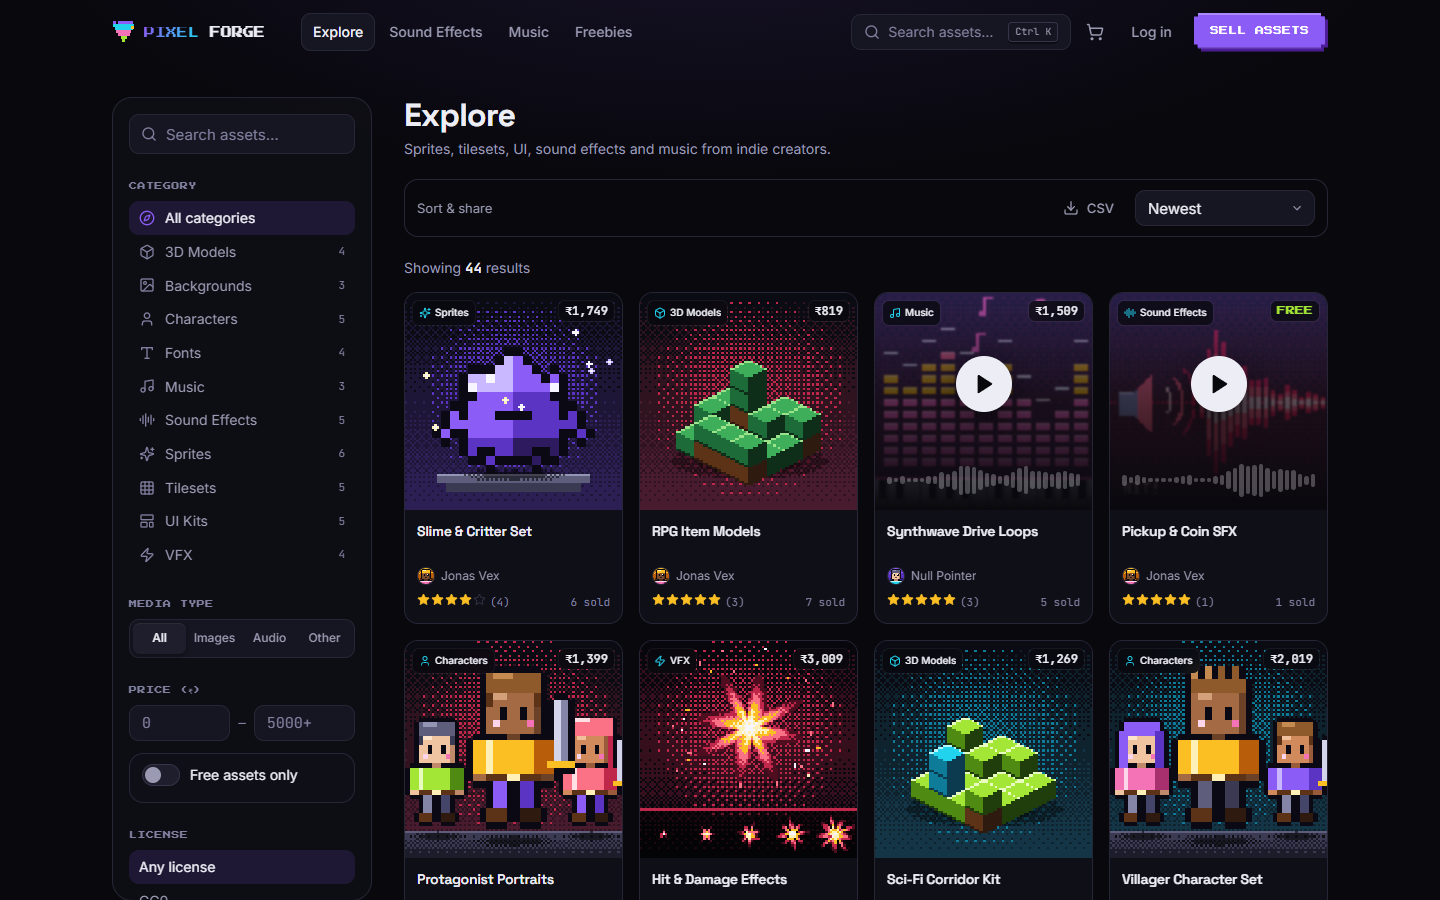 PIXEL FORGE
Explore
Sound Effects
Music
Freebies
Search assets...
Ctrl K
Log in
SELL ASSETS
Search assets...
CATEGORY
All categories
3D Models 4
Backgrounds 3
Characters 5
Fonts 4
Music 3
Sound Effects 5
Sprites 6
Tilesets 5
UI Kits 5
VFX 4
MEDIA TYPE
All Images Audio Other
PRICE (₹)
0 – 5000+
Free assets only
LICENSE
Any license
Explore
Sprites, tilesets, UI, sound effects and music from indie creators.
Sort & share
CSV
Newest
Showing 44 results
Sprites ₹1,749
Slime & Critter Set
Jonas Vex
(4) 6 sold
3D Models ₹819
RPG Item Models
Jonas Vex
(3) 7 sold
Music ₹1,509
Synthwave Drive Loops
Null Pointer
(3) 5 sold
Sound Effects FREE
Pickup & Coin SFX
Jonas Vex
(1) 1 sold
Characters ₹1,399
Protagonist Portraits
VFX ₹3,009
Hit & Damage Effects
3D Models ₹1,269
Sci-Fi Corridor Kit
Characters ₹2,019
Villager Character Set